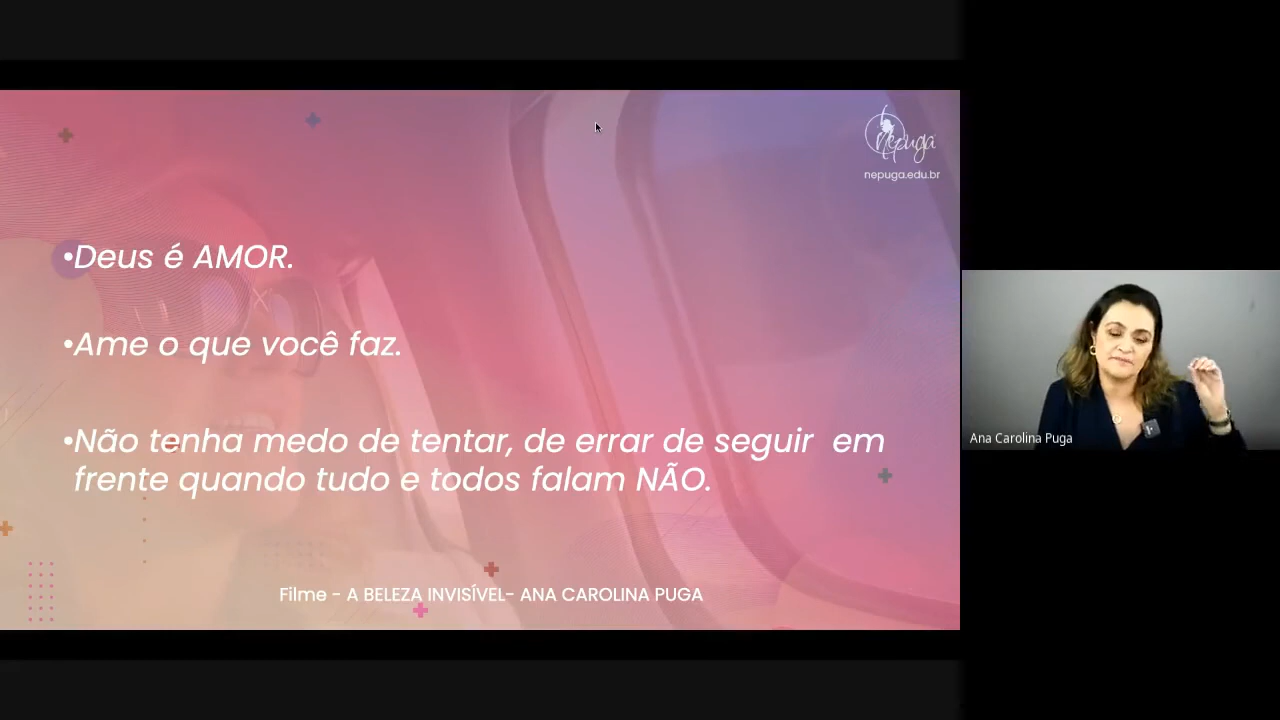 nepuga
nepuga.edu.br
•Deus é AMOR.
•Ame o que você faz.
•Não tenha medo de tentar, de errar de seguir  em
frente quando tudo e todos falam NÃO.
Filme - A BELEZA INVISÍVEL- ANA CAROLINA PUGA
Ana Carolina Puga